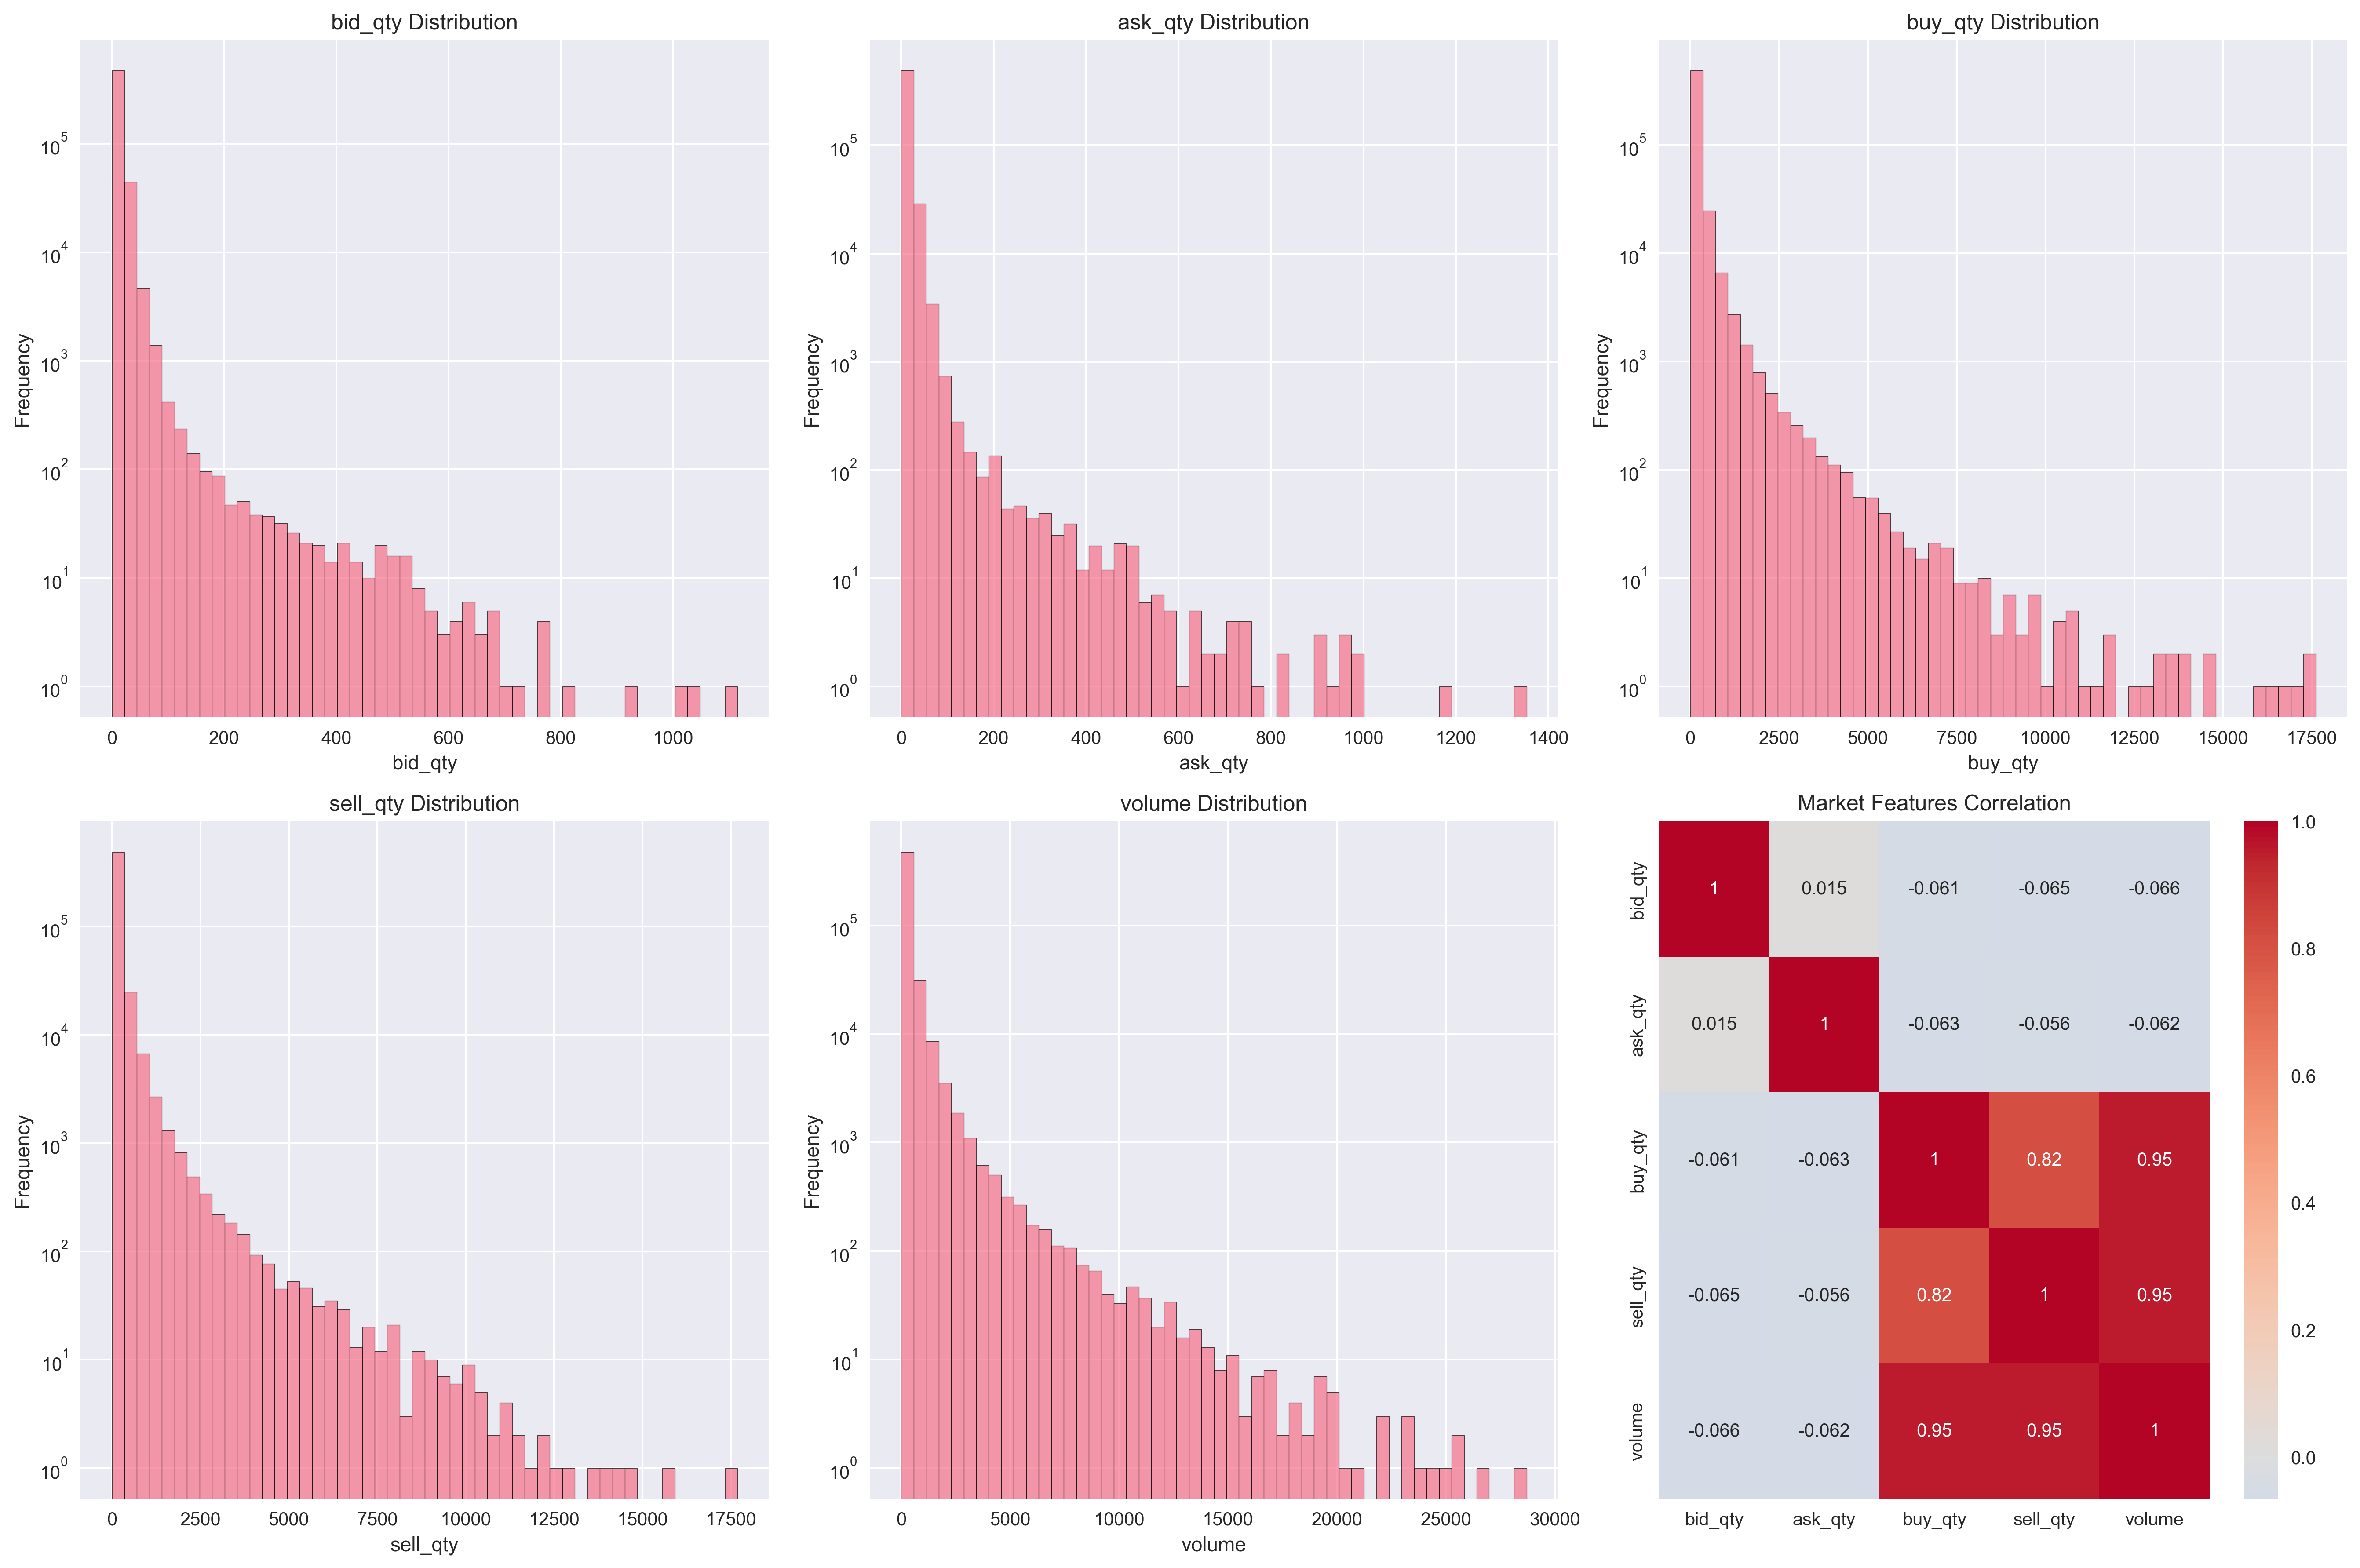 bid_qty Distribution
Frequency
10^5
10^4
10^3
10^2
10^1
10^0
0 200 400 600 800 1000
bid_qty
ask_qty Distribution
Frequency
10^5
10^4
10^3
10^2
10^1
10^0
0 200 400 600 800 1000 1200 1400
ask_qty
buy_qty Distribution
Frequency
10^5
10^4
10^3
10^2
10^1
10^0
0 2500 5000 7500 10000 12500 15000 17500
buy_qty
sell_qty Distribution
Frequency
10^5
10^4
10^3
10^2
10^1
10^0
0 2500 5000 7500 10000 12500 15000 17500
sell_qty
volume Distribution
Frequency
10^5
10^4
10^3
10^2
10^1
10^0
0 5000 10000 15000 20000 25000 30000
volume
Market Features Correlation
bid_qty 1 0.015 -0.061 -0.065 -0.066
ask_qty 0.015 1 -0.063 -0.056 -0.062
buy_qty -0.061 -0.063 1 0.82 0.95
sell_qty -0.065 -0.056 0.82 1 0.95
volume -0.066 -0.062 0.95 0.95 1
bid_qty ask_qty buy_qty sell_qty volume
1.0
0.8
0.6
0.4
0.2
0.0